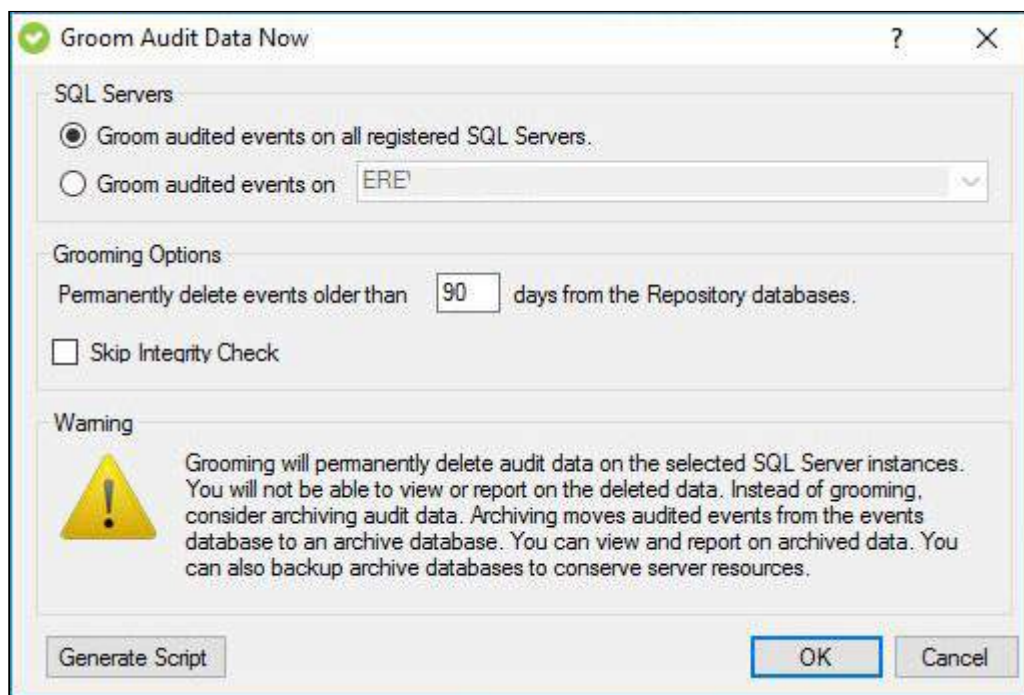 Groom Audit Data Now
?
SQL Servers
Groom audited events on all registered SQL Servers.
Groom audited events on
Grooming Options
Permanently delete events older than 90 days from the Repository databases.
Skip Integrity Check
Warning
Grooming will permanently delete audit data on the selected SQL Server instances.
You will not be able to view or report on the deleted data. Instead of grooming,
consider archiving audit data. Archiving moves audited events from the events
database to an archive database. You can view and report on archived data. You
can also backup archive databases to conserve server resources.
Generate Script
OK
Cancel